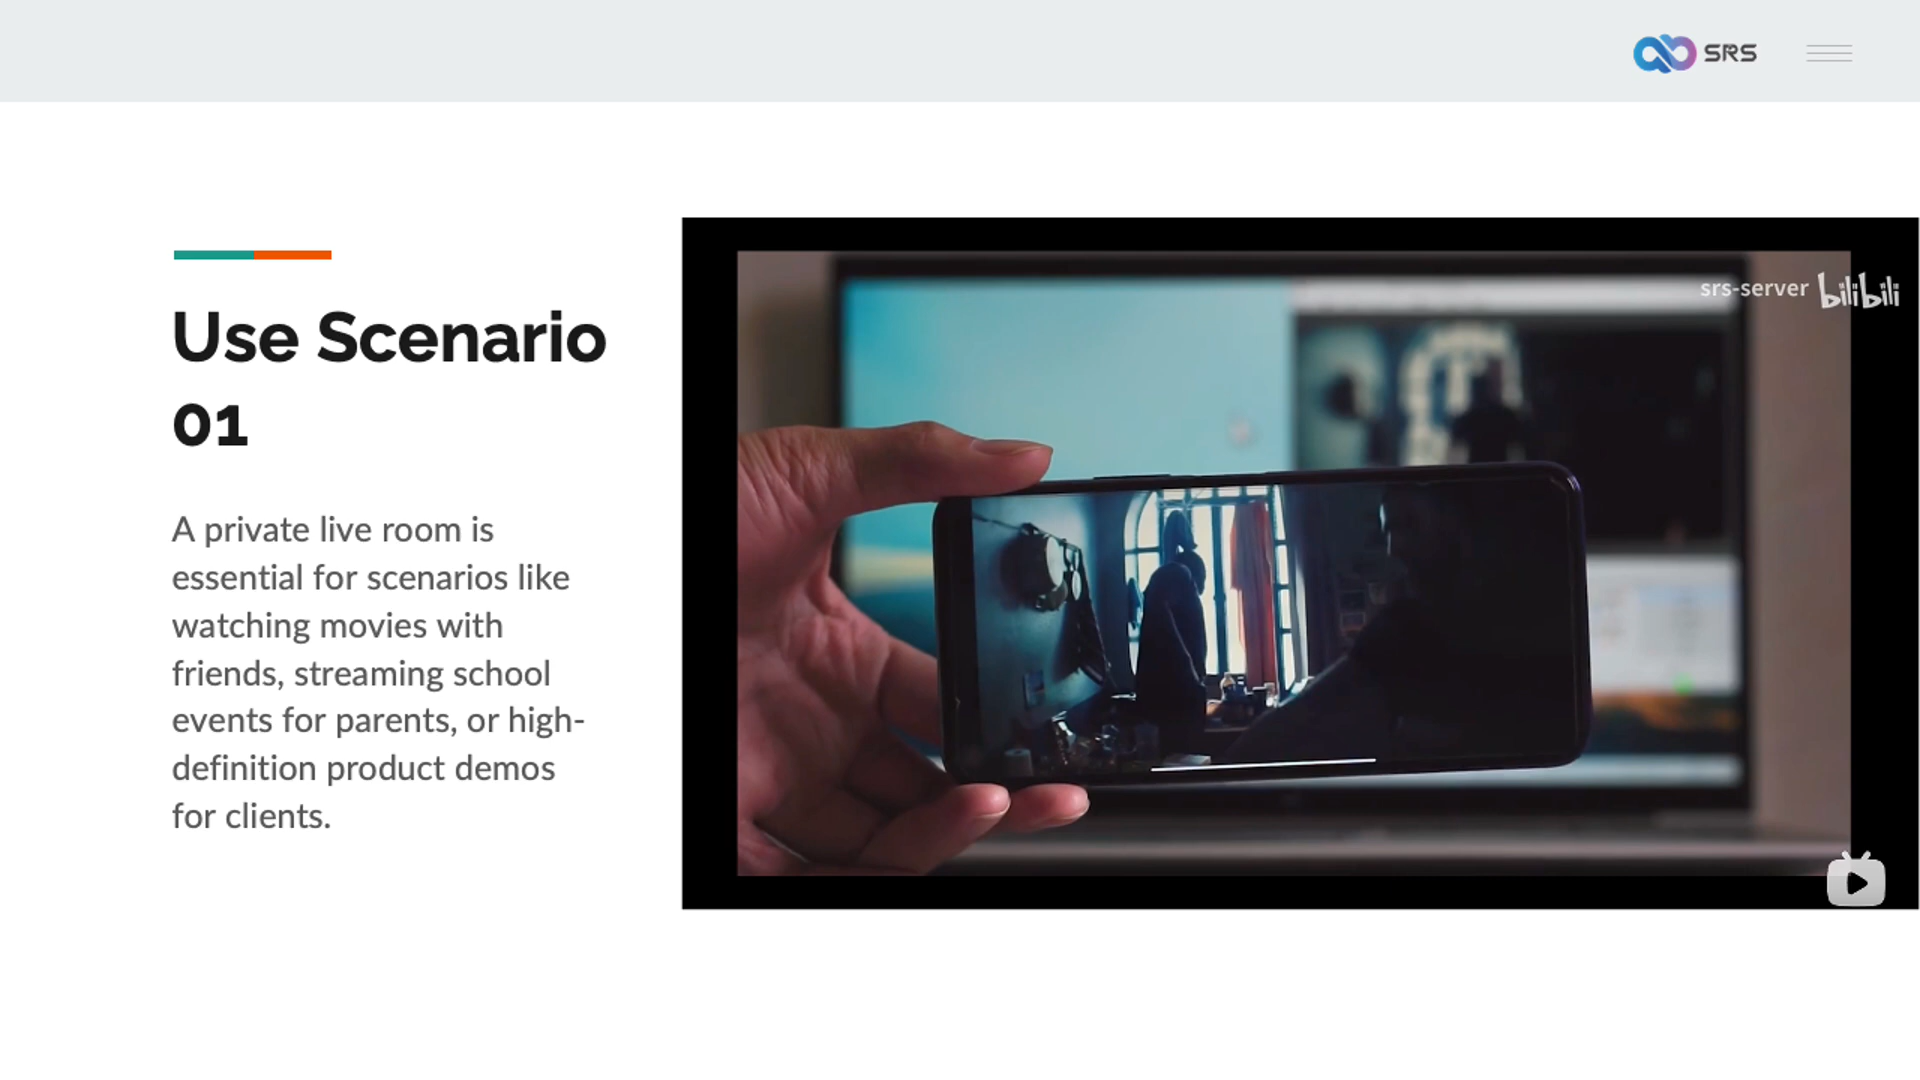 SRS
Use Scenario
01
A private live room is
essential for scenarios like
watching movies with
friends, streaming school
events for parents, or high-
definition product demos
for clients.
srs-server bilibili